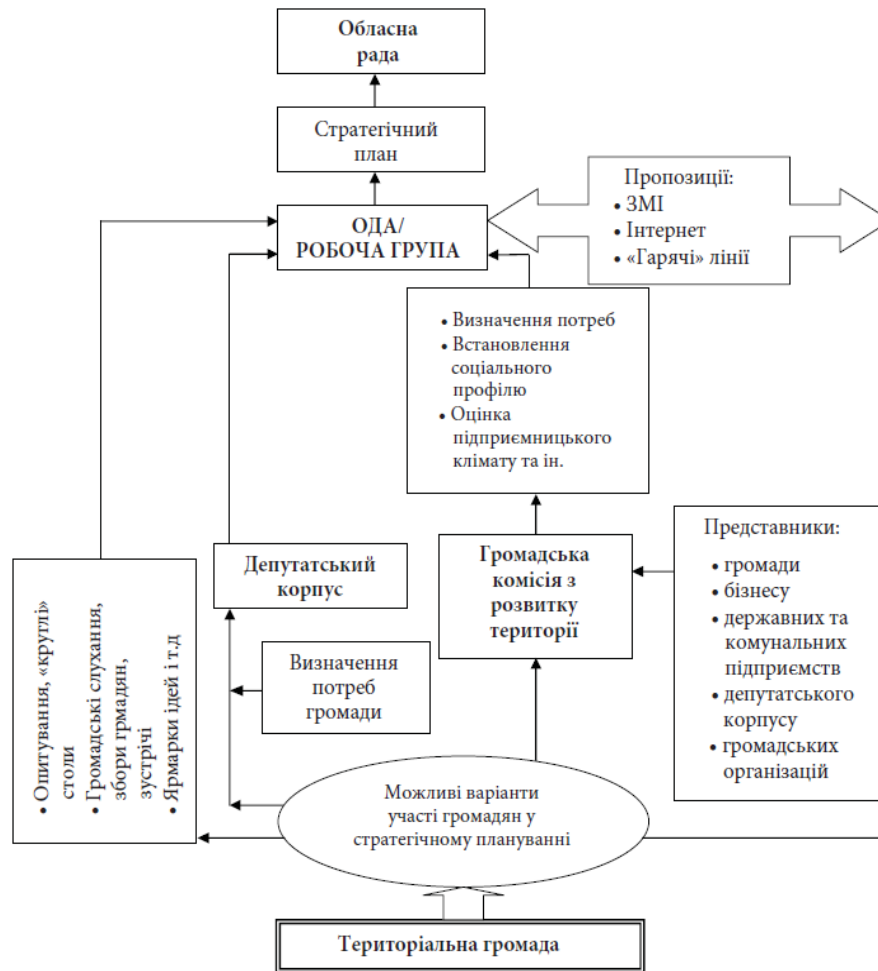 Обласна
рада
Стратегічний
план
ОДА/
РОБОЧА ГРУПА
Пропозиції:
• ЗМІ
• Інтернет
• «Гарячі» лінії
• Визначення потреб
• Встановлення
соціального
профілю
• Оцінка
підприємницького
клімату та ін.
Представники:
• громади
• бізнесу
• державних та
комунальних
підприємств
• депутатського
корпусу
• громадських
організацій
Громадська
комісія з
розвитку
території
Депутатський
корпус
Визначення
потреб
громади
• Опитування, «круглі»
столи
• Громадські слухання,
збори грмадян,
зустрічі
• Ярмарки ідей і т.д
Можливі варіанти
участі громадян у
стратегічному плануванні
Територіальна громада